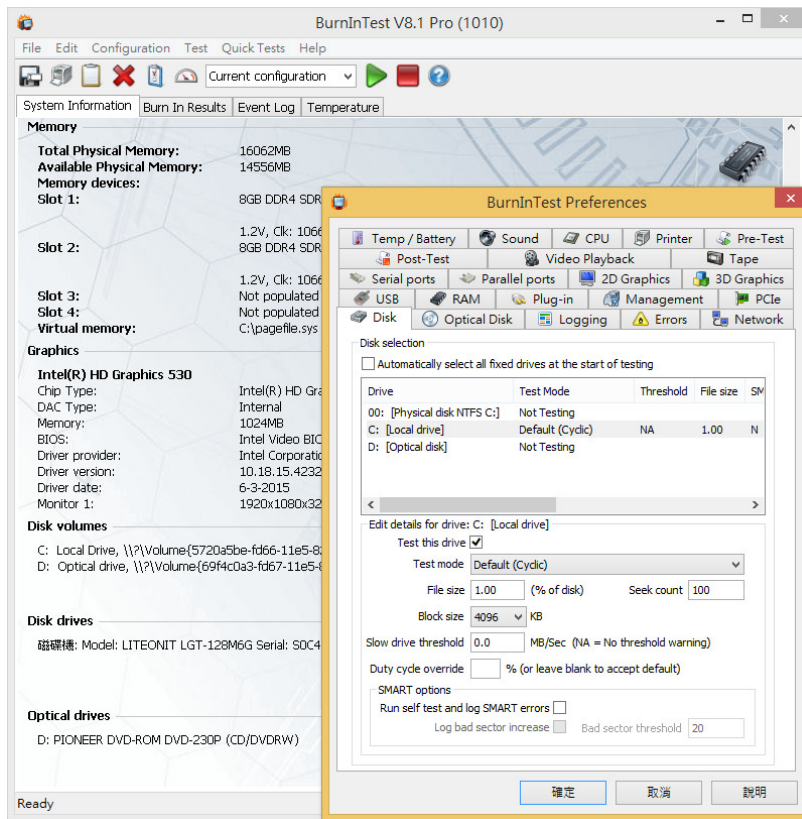 BurnInTest V8.1 Pro (1010)
File Edit Configuration Test Quick Tests Help
Current configuration
System Information Burn In Results Event Log Temperature
Memory
Total Physical Memory: 16062MB
Available Physical Memory: 14556MB
Memory devices:
Slot 1: 8GB DDR4 SDR
1.2V, Clk: 1066
Slot 2: 8GB DDR4 SDR
1.2V, Clk: 1066
Slot 3: Not populated
Slot 4: Not populated
Virtual memory: C:\pagefile.sys
Graphics
Intel(R) HD Graphics 530
Chip Type: Intel(R) HD Gra
DAC Type: Internal
Memory: 1024MB
BIOS: Intel Video BIO
Driver provider: Intel Corporatio
Driver version: 10.18.15.4232
Driver date: 6-3-2015
Monitor 1: 1920x1080x32
Disk volumes
C: Local Drive, \\?\Volume{5720a5be-fd66-11e5-82
D: Optical drive, \\?\Volume{69f4c0a3-fd67-11e5-8
Disk drives
磁碟機: Model: LITEONIT LGT-128M6G Serial: S0C4
Optical drives
D: PIONEER DVD-ROM DVD-230P (CD/DVDRW)
Ready
BurnInTest Preferences
Temp / Battery Sound CPU Printer Pre-Test
Post-Test Video Playback Tape
Serial ports Parallel ports 2D Graphics 3D Graphics
USB RAM Plug-in Management PCIe
Disk Optical Disk Logging Errors Network
Disk selection
Automatically select all fixed drives at the start of testing
Drive Test Mode Threshold File size SM
00: [Physical disk NTFS C:] Not Testing
C: [Local drive] Default (Cyclic) NA 1.00 N
D: [Optical disk] Not Testing
Edit details for drive: C: [Local drive]
Test this drive
Test mode Default (Cyclic)
File size 1.00 (% of disk) Seek count 100
Block size 4096 KB
Slow drive threshold 0.0 MB/Sec (NA = No threshold warning)
Duty cycle override % (or leave blank to accept default)
SMART options
Run self test and log SMART errors
Log bad sector increase Bad sector threshold 20
確定 取消 說明